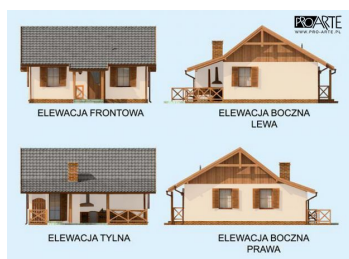 PROARTE
WWW.PRO-ARTE.PL
ELEWACJA FRONTOWA
ELEWACJA BOCZNA
LEWA
ELEWACJA TYLNA
ELEWACJA BOCZNA
PRAWA